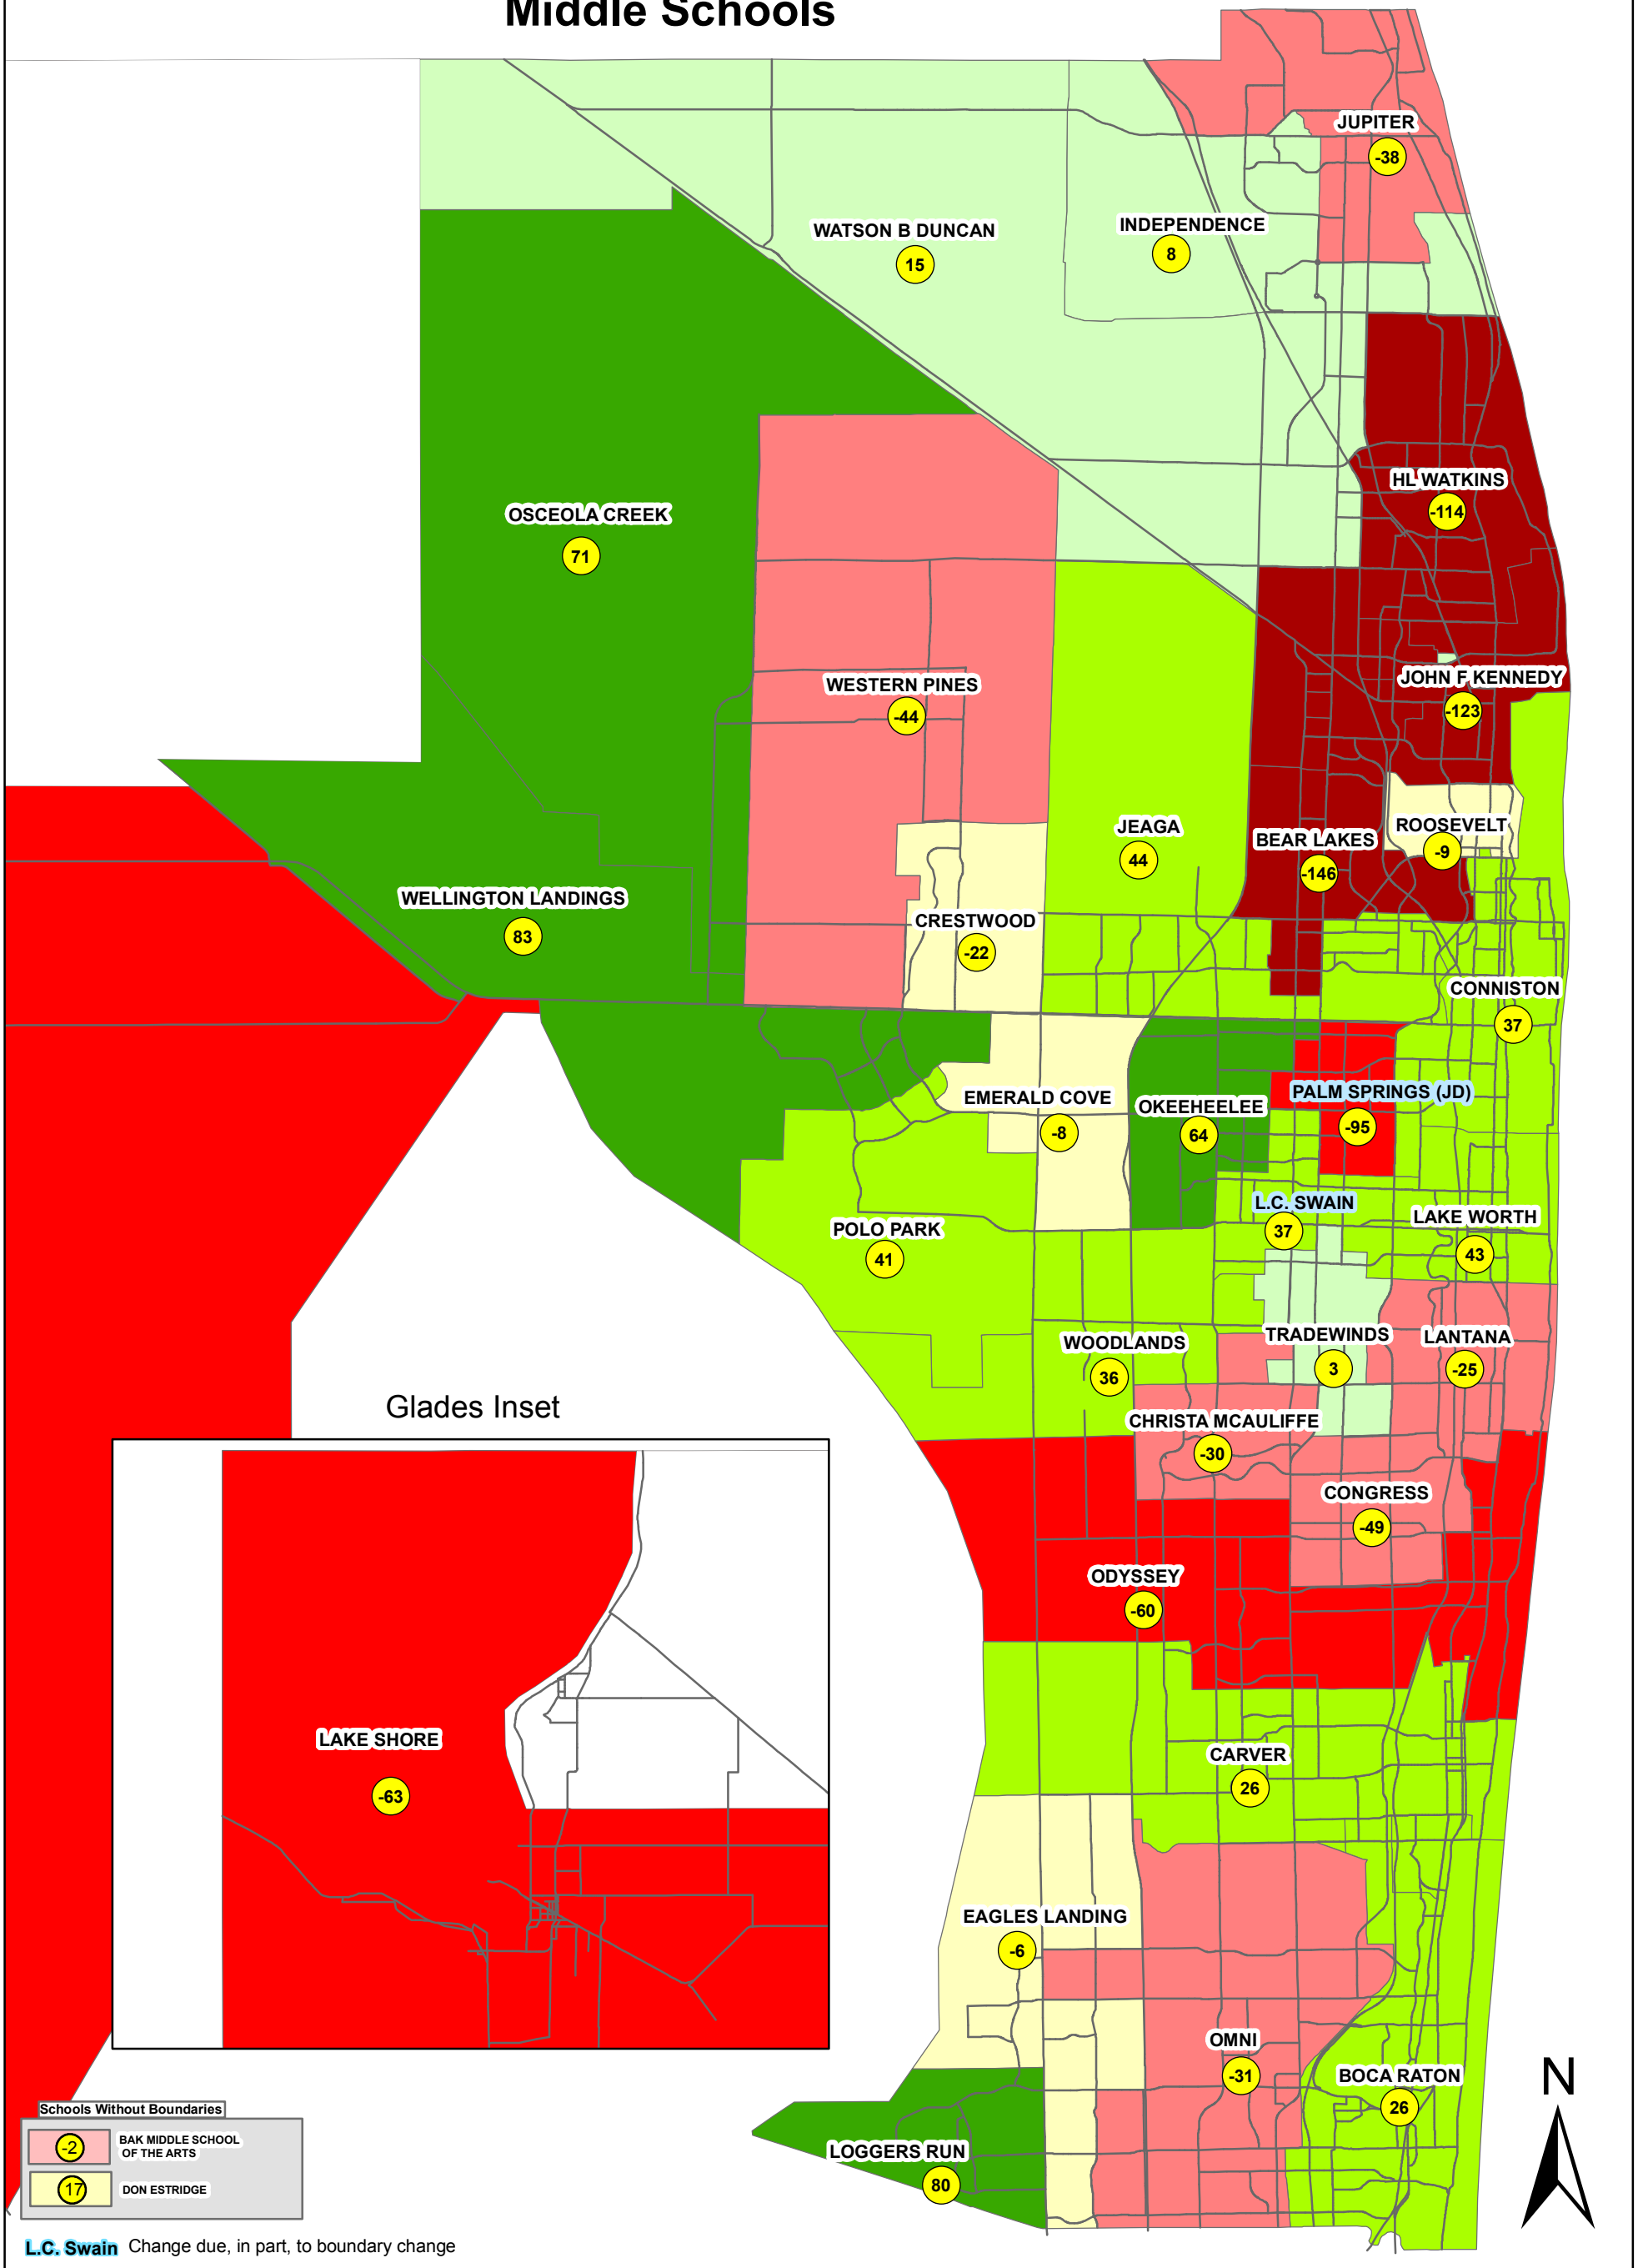 Middle Schools
JUPITER
-38
WATSON B DUNCAN
15
INDEPENDENCE
8
HL WATKINS
-114
OSCEOLA CREEK
71
WESTERN PINES
-44
JOHN F KENNEDY
-123
JEAGA
44
BEAR LAKES
-146
ROOSEVELT
-9
WELLINGTON LANDINGS
83
CRESTWOOD
-22
CONNISTON
37
EMERALD COVE
-8
OKEEHEELEE
64
PALM SPRINGS (JD)
-95
L.C. SWAIN
37
LAKE WORTH
43
POLO PARK
41
WOODLANDS
36
TRADEWINDS
3
LANTANA
-25
CHRISTA MCAULIFFE
-30
CONGRESS
-49
ODYSSEY
-60
Glades Inset
LAKE SHORE
-63
CARVER
26
EAGLES LANDING
-6
OMNI
-31
BOCA RATON
26
LOGGERS RUN
80
N
Schools Without Boundaries
-2
BAK MIDDLE SCHOOL
OF THE ARTS
17
DON ESTRIDGE
L.C. Swain Change due, in part, to boundary change